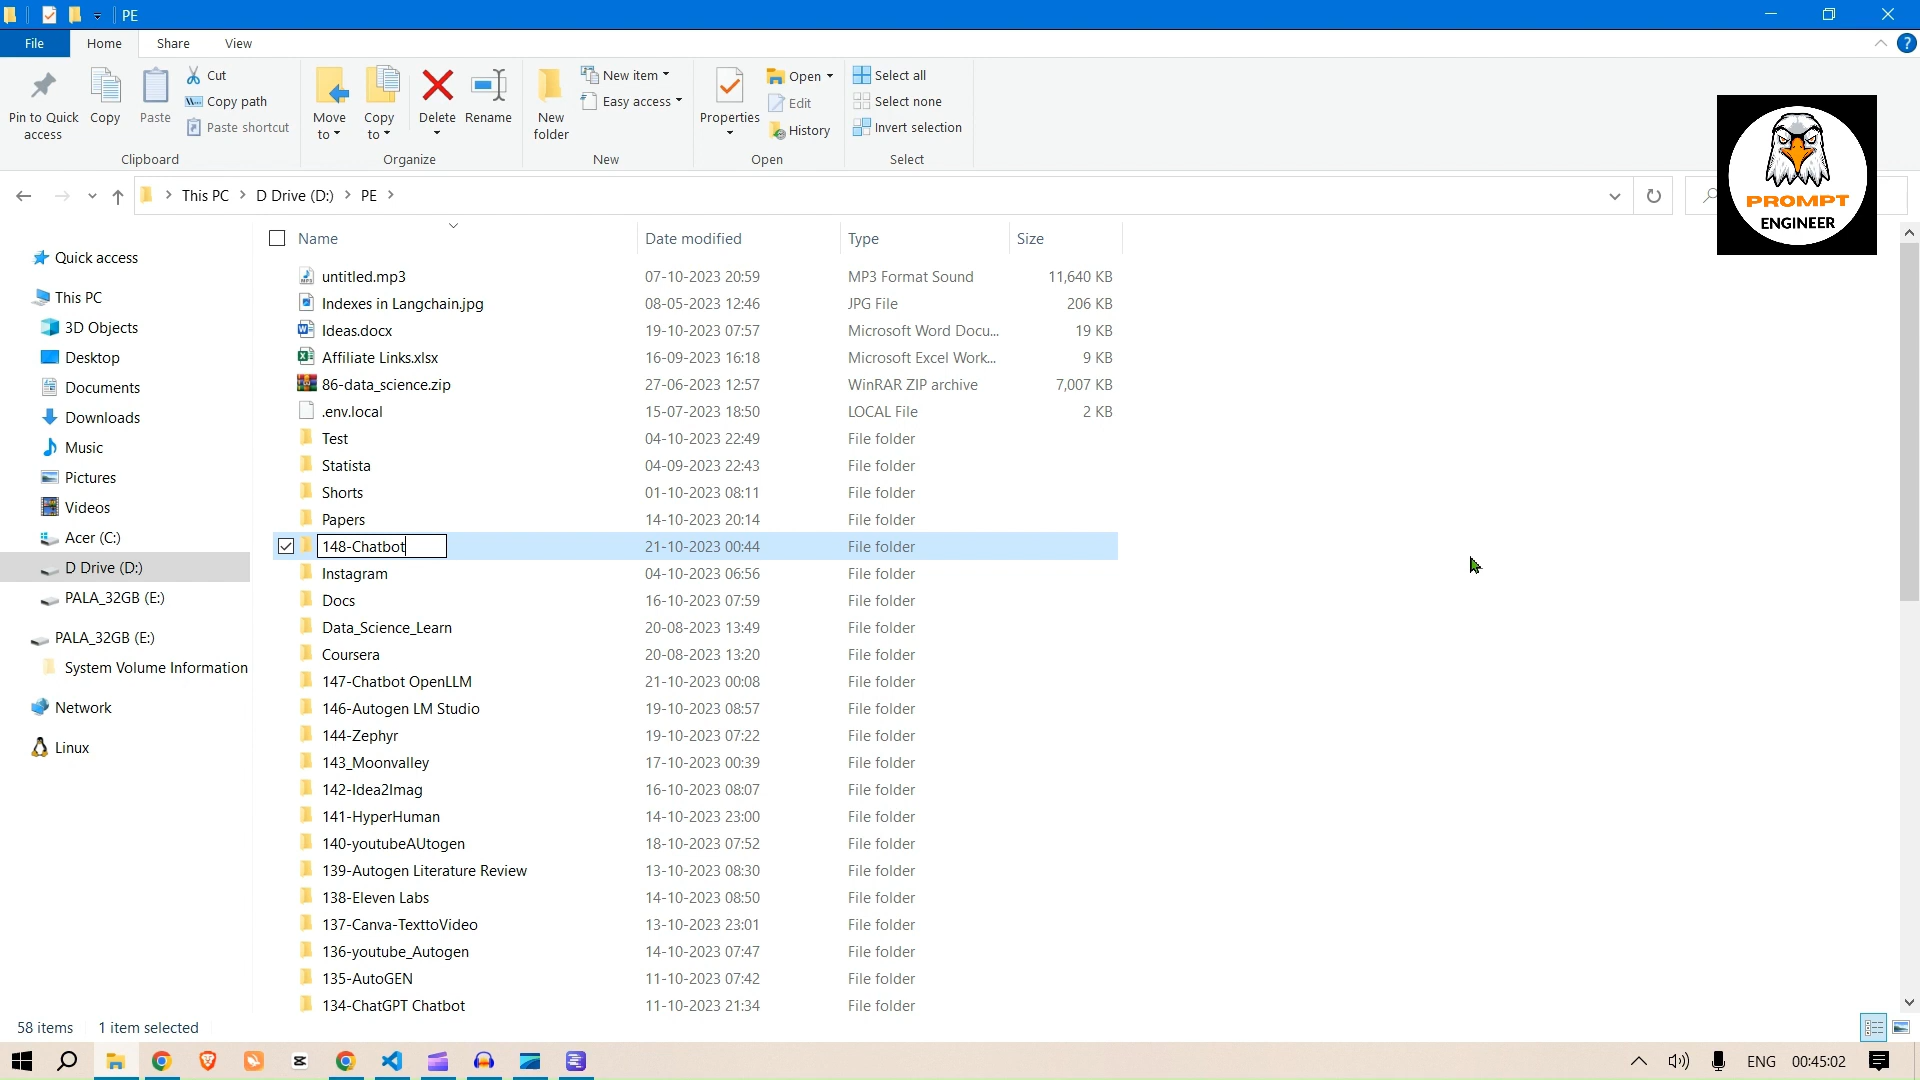 PE
File Home Share View
Pin to Quick access
Copy
Paste
Cut
Copy path
Paste shortcut
Clipboard
Move to
Copy to
Delete
Rename
Organize
New folder
New item
Easy access
New
Properties
Open
Edit
History
Open
Select all
Select none
Invert selection
Select
PROMPT
ENGINEER
This PC D Drive (D:) PE
Quick access
This PC
3D Objects
Desktop
Documents
Downloads
Music
Pictures
Videos
Acer (C:)
D Drive (D:)
PALA_32GB (E:)
PALA_32GB (E:)
System Volume Information
Network
Linux
Name Date modified Type Size
untitled.mp3 07-10-2023 20:59 MP3 Format Sound 11,640 KB
Indexes in Langchain.jpg 08-05-2023 12:46 JPG File 206 KB
Ideas.docx 19-10-2023 07:57 Microsoft Word Docu... 19 KB
Affiliate Links.xlsx 16-09-2023 16:18 Microsoft Excel Work... 9 KB
86-data_science.zip 27-06-2023 12:57 WinRAR ZIP archive 7,007 KB
.env.local 15-07-2023 18:50 LOCAL File 2 KB
Test 04-10-2023 22:49 File folder
Statista 04-09-2023 22:43 File folder
Shorts 01-10-2023 08:11 File folder
Papers 14-10-2023 20:14 File folder
148-Chatbot 21-10-2023 00:44 File folder
Instagram 04-10-2023 06:56 File folder
Docs 16-10-2023 07:59 File folder
Data_Science_Learn 20-08-2023 13:49 File folder
Coursera 20-08-2023 13:20 File folder
147-Chatbot OpenLLM 21-10-2023 00:08 File folder
146-Autogen LM Studio 19-10-2023 08:57 File folder
144-Zephyr 19-10-2023 07:22 File folder
143_Moonvalley 17-10-2023 00:39 File folder
142-Idea2Imag 16-10-2023 08:07 File folder
141-HyperHuman 14-10-2023 23:00 File folder
140-youtubeAUtogen 18-10-2023 07:52 File folder
139-Autogen Literature Review 13-10-2023 08:30 File folder
138-Eleven Labs 14-10-2023 08:50 File folder
137-Canva-TexttoVideo 13-10-2023 23:01 File folder
136-youtube_Autogen 14-10-2023 07:47 File folder
135-AutoGEN 11-10-2023 07:42 File folder
134-ChatGPT Chatbot 11-10-2023 21:34 File folder
58 items 1 item selected
ENG 00:45:02